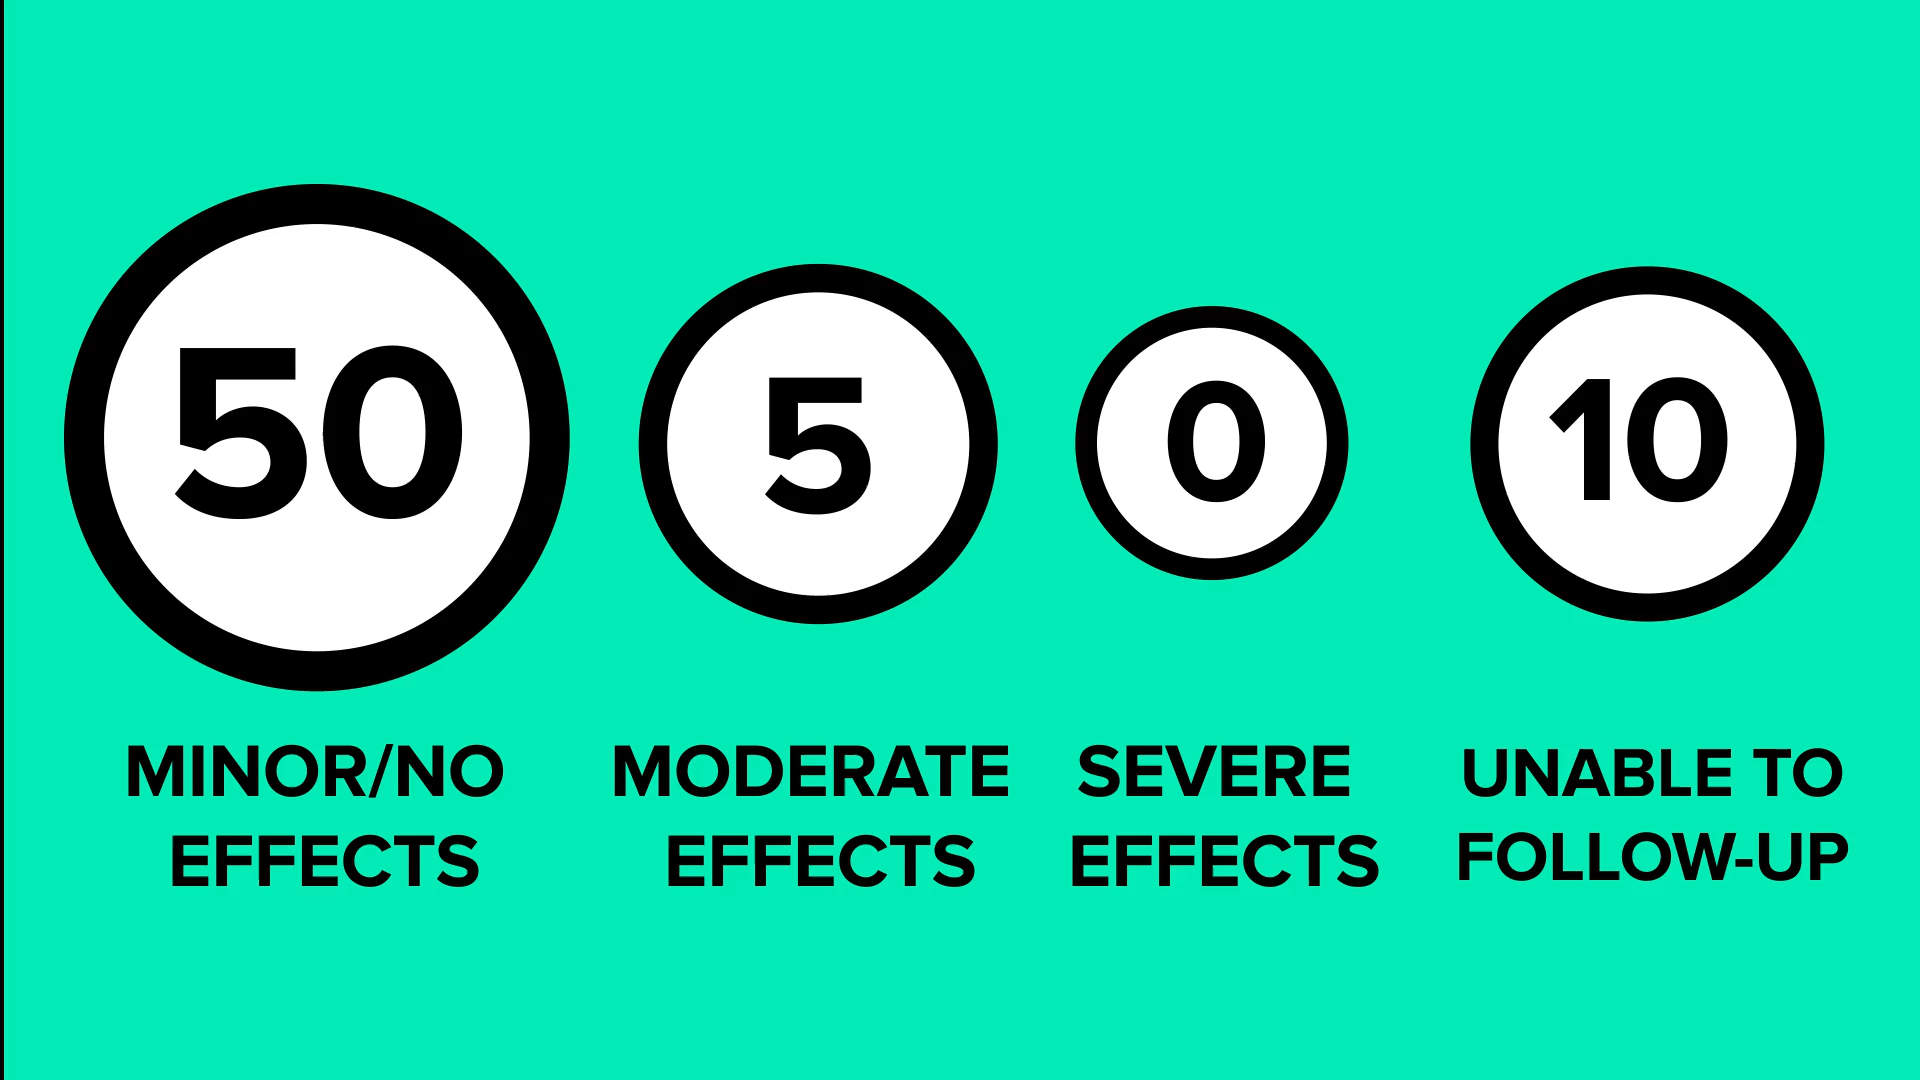 50
MINOR/NO
EFFECTS
5
MODERATE
EFFECTS
0
SEVERE
EFFECTS
10
UNABLE TO
FOLLOW-UP